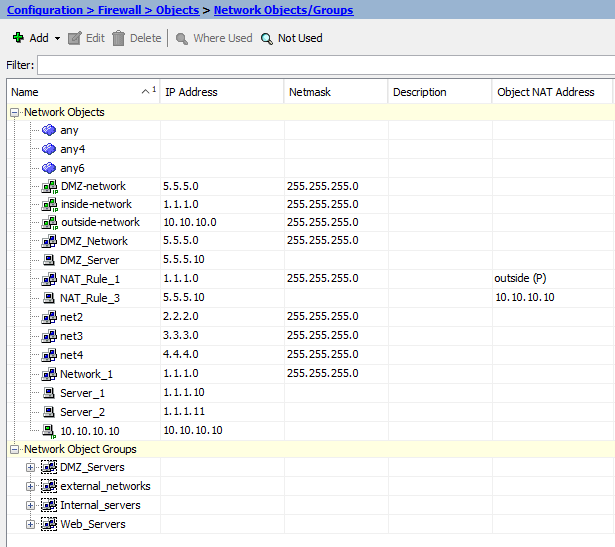 Configuration > Firewall > Objects > Network Objects/Groups
Add Edit Delete Where Used Not Used
Filter:
Name 1 IP Address Netmask Description Object NAT Address
Network Objects
any
any4
any6
DMZ-network 5.5.5.0 255.255.255.0
inside-network 1.1.1.0 255.255.255.0
outside-network 10.10.10.0 255.255.255.0
DMZ_Network 5.5.5.0 255.255.255.0
DMZ_Server 5.5.5.10
NAT_Rule_1 1.1.1.0 255.255.255.0 outside (P)
NAT_Rule_3 5.5.5.10 10.10.10.10
net2 2.2.2.0 255.255.255.0
net3 3.3.3.0 255.255.255.0
net4 4.4.4.0 255.255.255.0
Network_1 1.1.1.0 255.255.255.0
Server_1 1.1.1.10
Server_2 1.1.1.11
10.10.10.10 10.10.10.10
Network Object Groups
DMZ_Servers
external_networks
Internal_servers
Web_Servers